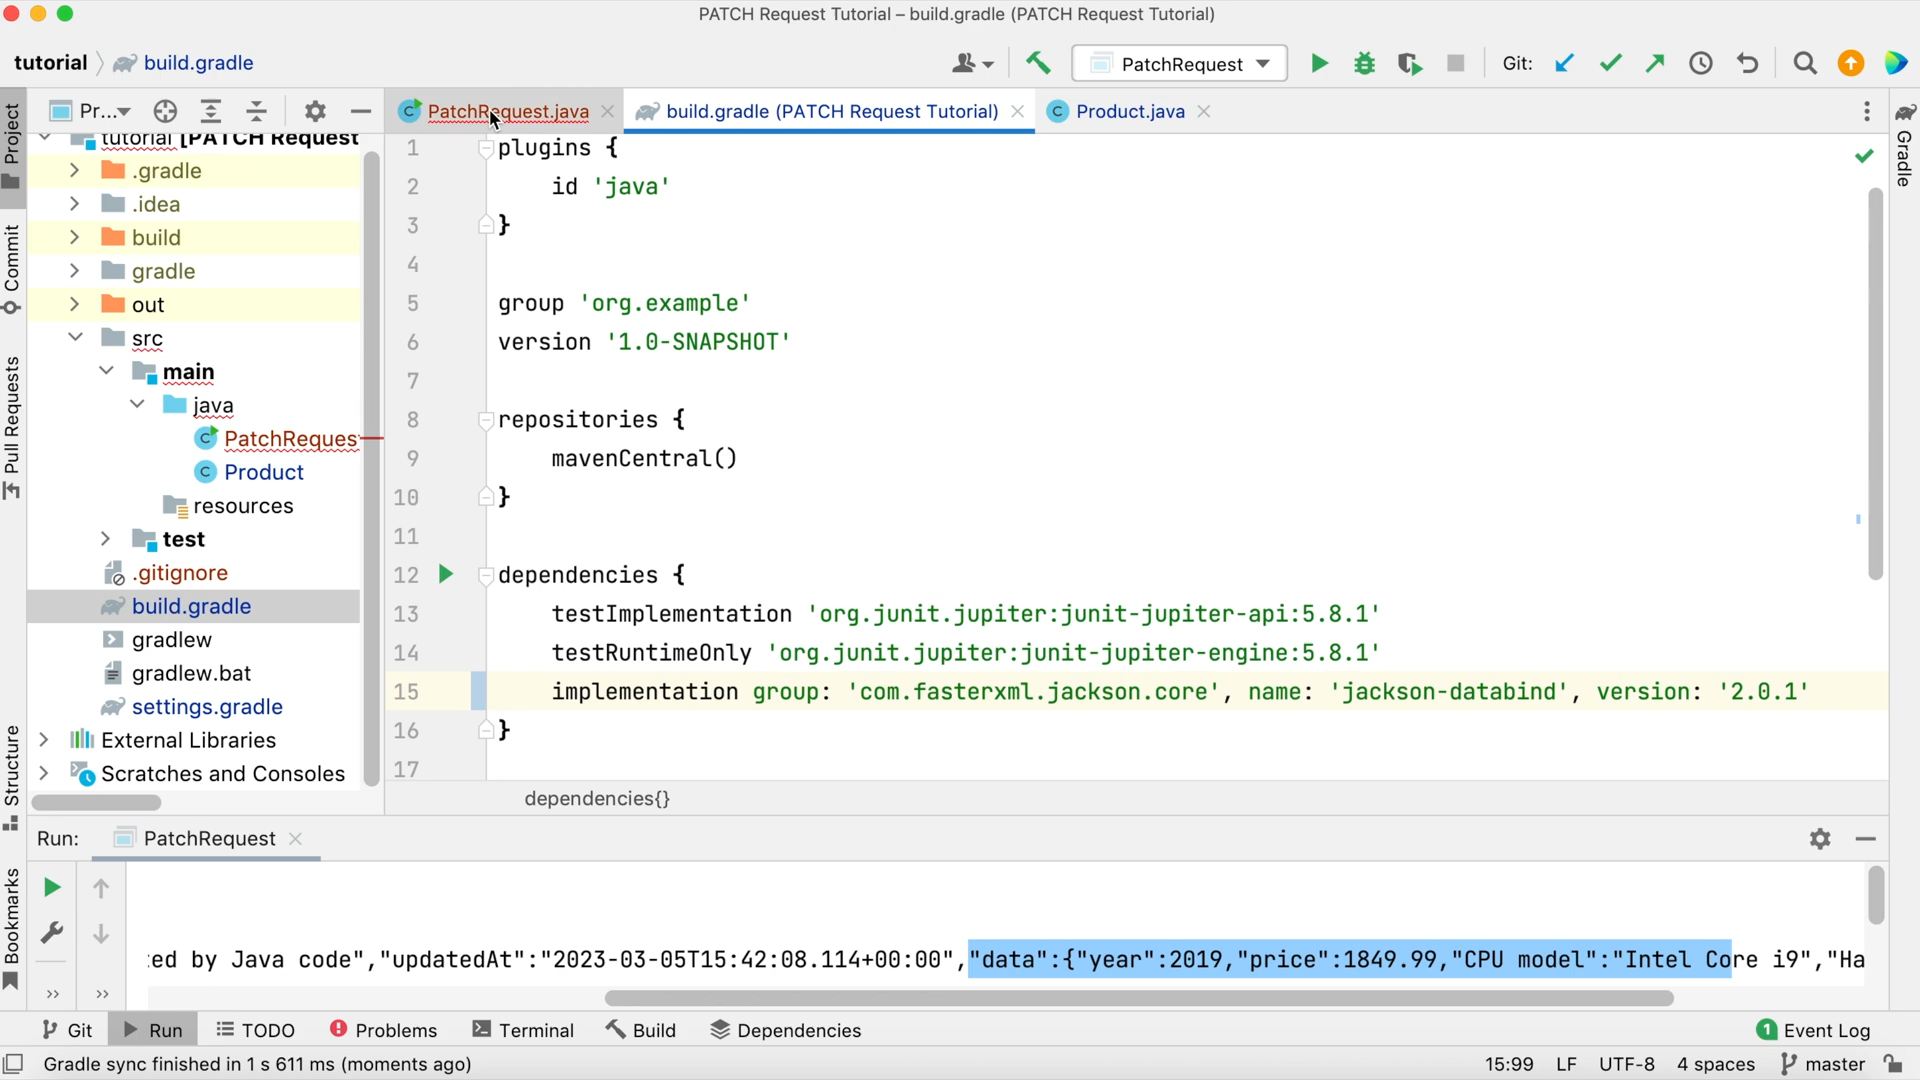 PATCH Request Tutorial – build.gradle (PATCH Request Tutorial)
tutorial
build.gradle
PatchRequest
Git:
Project
Commit
Pull Requests
Structure
Bookmarks
Pr...
PatchRequest.java
build.gradle (PATCH Request Tutorial)
Product.java
Gradle
tutorial [PATCH Request
.gradle
.idea
build
gradle
out
src
main
java
PatchReques
Product
resources
test
.gitignore
build.gradle
gradlew
gradlew.bat
settings.gradle
External Libraries
Scratches and Consoles
1 plugins {
2 id 'java'
3 }
4
5 group 'org.example'
6 version '1.0-SNAPSHOT'
7
8 repositories {
9 mavenCentral()
10 }
11
12 dependencies {
13 testImplementation 'org.junit.jupiter:junit-jupiter-api:5.8.1'
14 testRuntimeOnly 'org.junit.jupiter:junit-jupiter-engine:5.8.1'
15 implementation group: 'com.fasterxml.jackson.core', name: 'jackson-databind', version: '2.0.1'
16 }
17
dependencies{}
Run: PatchRequest
ed by Java code","updatedAt":"2023-03-05T15:42:08.114+00:00","data":{"year":2019,"price":1849.99,"CPU model":"Intel Core i9","Ha
Git
Run
TODO
Problems
Terminal
Build
Dependencies
1 Event Log
Gradle sync finished in 1 s 611 ms (moments ago)
15:99 LF UTF-8 4 spaces master